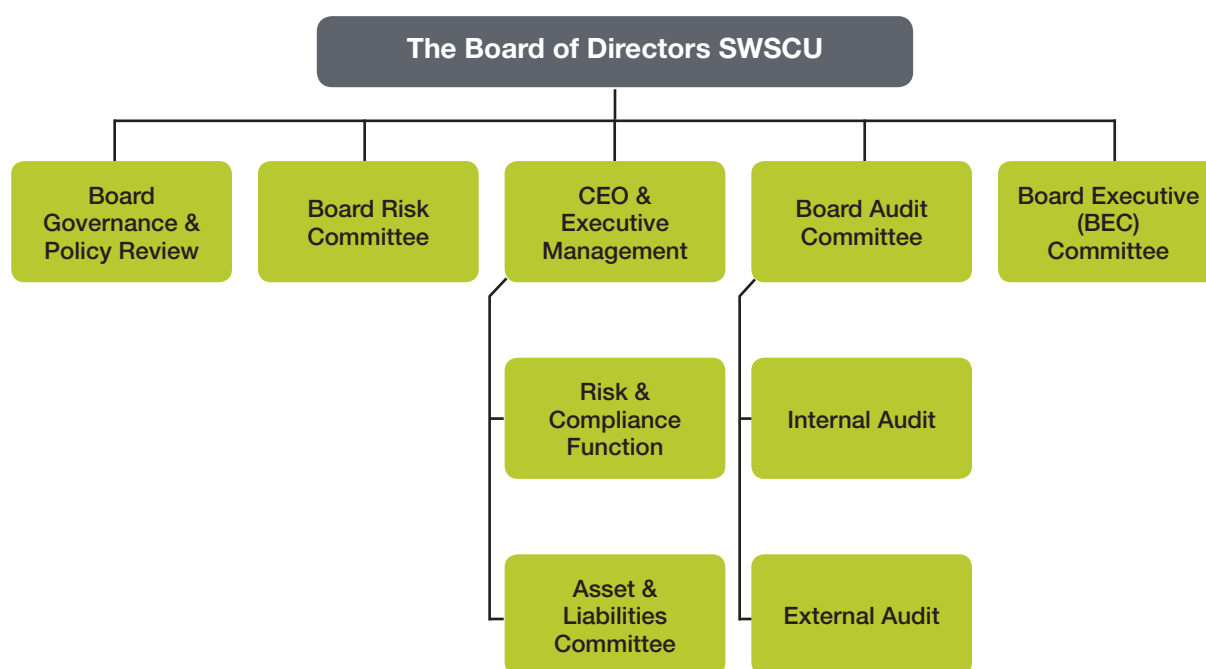 The Board of Directors SWSCU
Board
Governance &
Policy Review
Board Risk
Committee
CEO &
Executive
Management
Board Audit
Committee
Board Executive
(BEC)
Committee
Risk &
Compliance
Function
Internal Audit
Asset &
Liabilities
Committee
External Audit